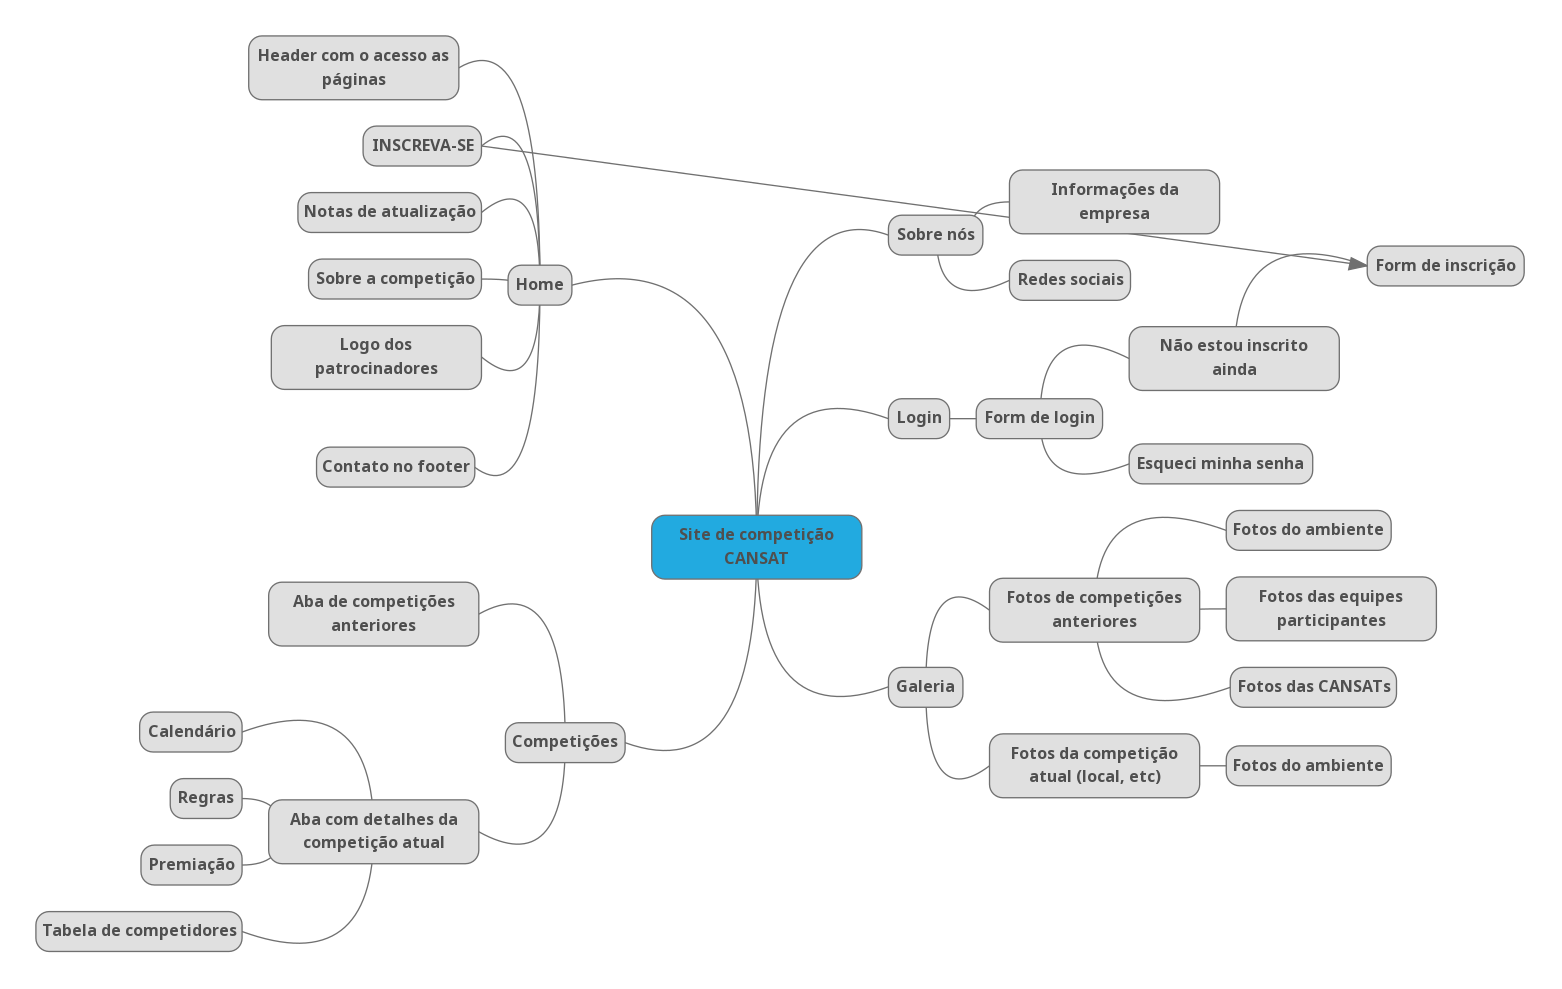 Header com o acesso as
páginas
INSCREVA-SE
Notas de atualização
Sobre a competição
Home
Logo dos
patrocinadores
Contato no footer
Sobre nós
Informações da
empresa
Redes sociais
Form de inscrição
Não estou inscrito
ainda
Login
Form de login
Esqueci minha senha
Site de competição
CANSAT
Fotos do ambiente
Fotos de competições
anteriores
Fotos das equipes
participantes
Fotos das CANSATs
Galeria
Fotos da competição
atual (local, etc)
Fotos do ambiente
Aba de competições
anteriores
Competições
Calendário
Regras
Aba com detalhes da
competição atual
Premiação
Tabela de competidores